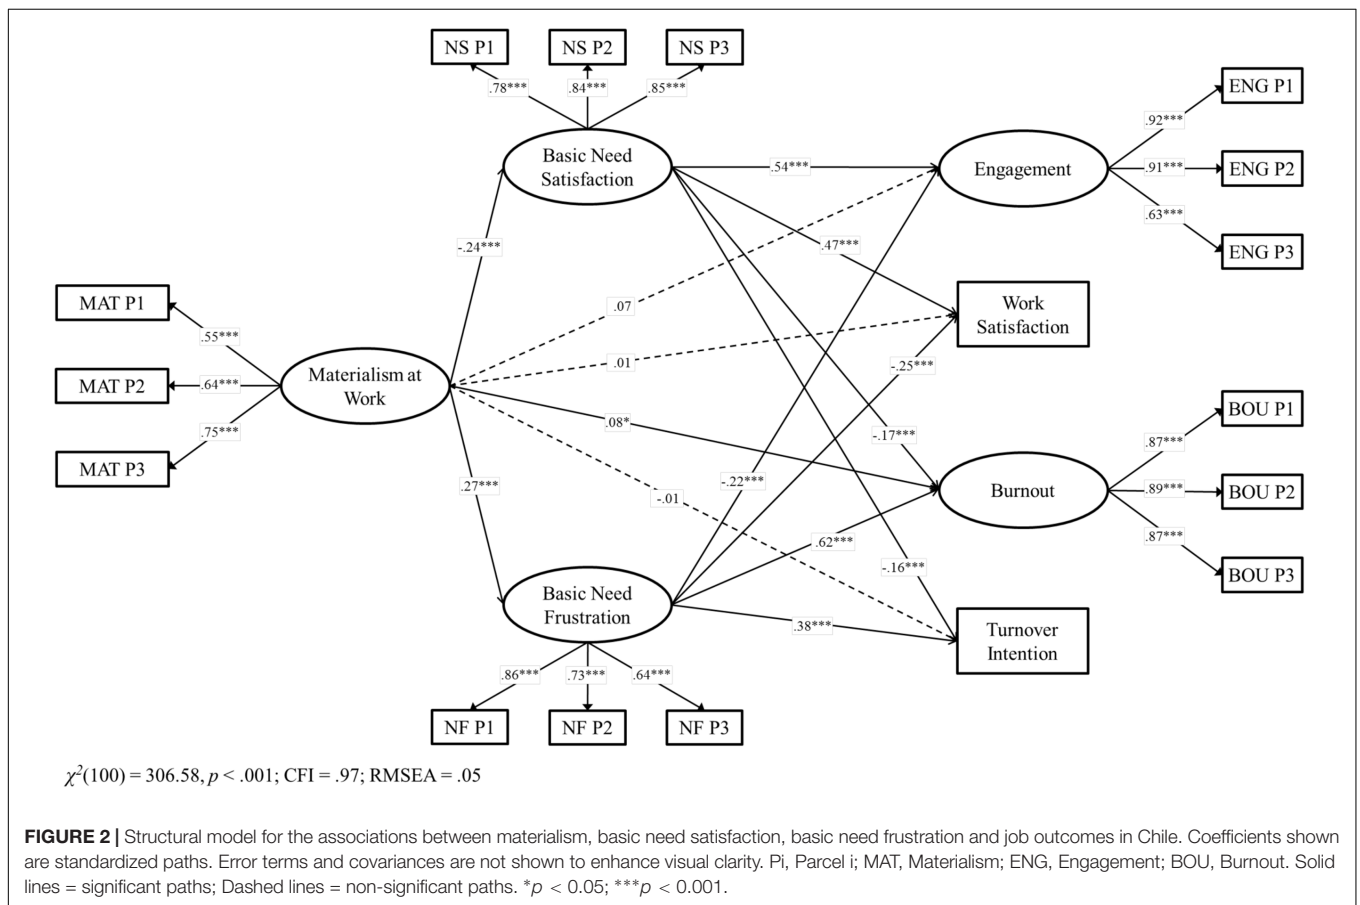 NS P1
NS P2
NS P3
.78***
.84***
.85***
Basic Need
Satisfaction
Engagement
ENG P1
ENG P2
ENG P3
.92***
.91***
.63***
.54***
-.24***
.47***
.07
.01
Work
Satisfaction
MAT P1
MAT P2
MAT P3
.55***
.64***
.75***
Materialism at
Work
-.25***
.08*
-.17***
.27***
-.22***
-.01
.62***
-.16***
.38***
Burnout
BOU P1
BOU P2
BOU P3
.87***
.89***
.87***
Basic Need
Frustration
Turnover
Intention
.86***
.73***
.64***
NF P1
NF P2
NF P3
χ²(100) = 306.58, p < .001; CFI = .97; RMSEA = .05
FIGURE 2 | Structural model for the associations between materialism, basic need satisfaction, basic need frustration and job outcomes in Chile. Coefficients shown
are standardized paths. Error terms and covariances are not shown to enhance visual clarity. Pi, Parcel i; MAT, Materialism; ENG, Engagement; BOU, Burnout. Solid
lines = significant paths; Dashed lines = non-significant paths. *p < 0.05; ***p < 0.001.